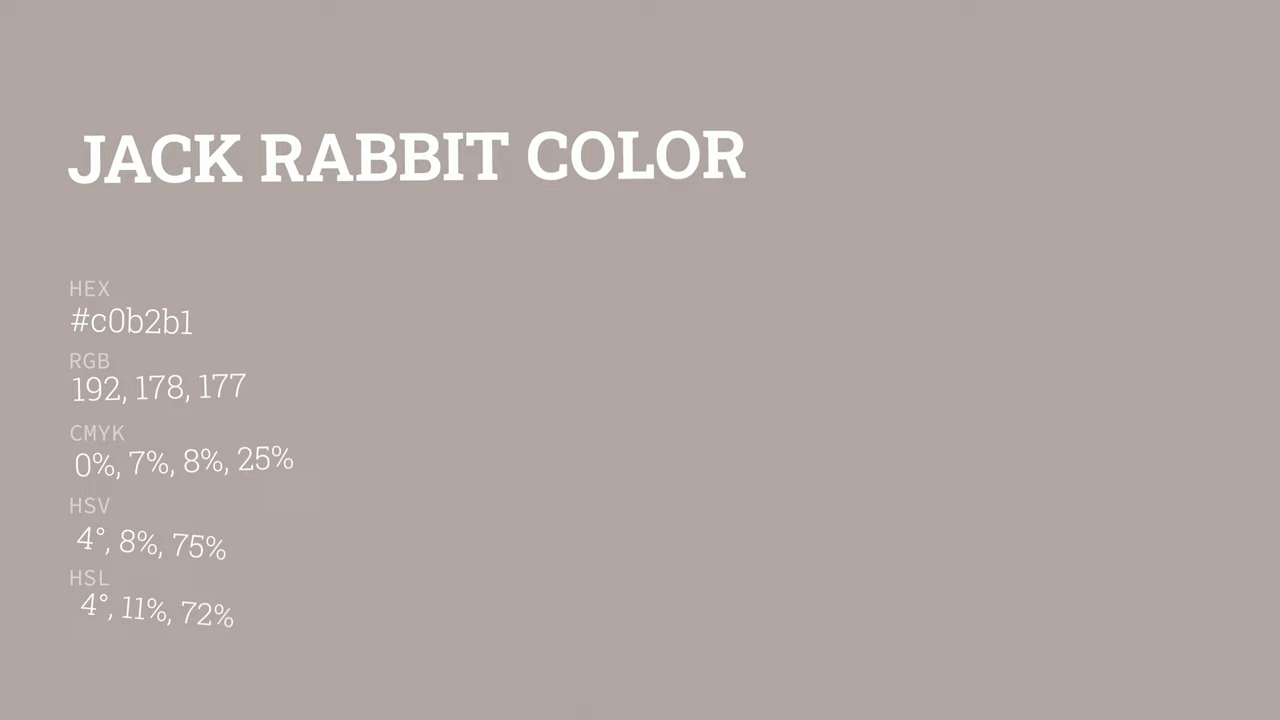 JACK RABBIT COLOR
HEX
#c0b2b1
RGB
192, 178, 177
CMYK
0%, 7%, 8%, 25%
HSV
4°, 8%, 75%
HSL
4°, 11%, 72%